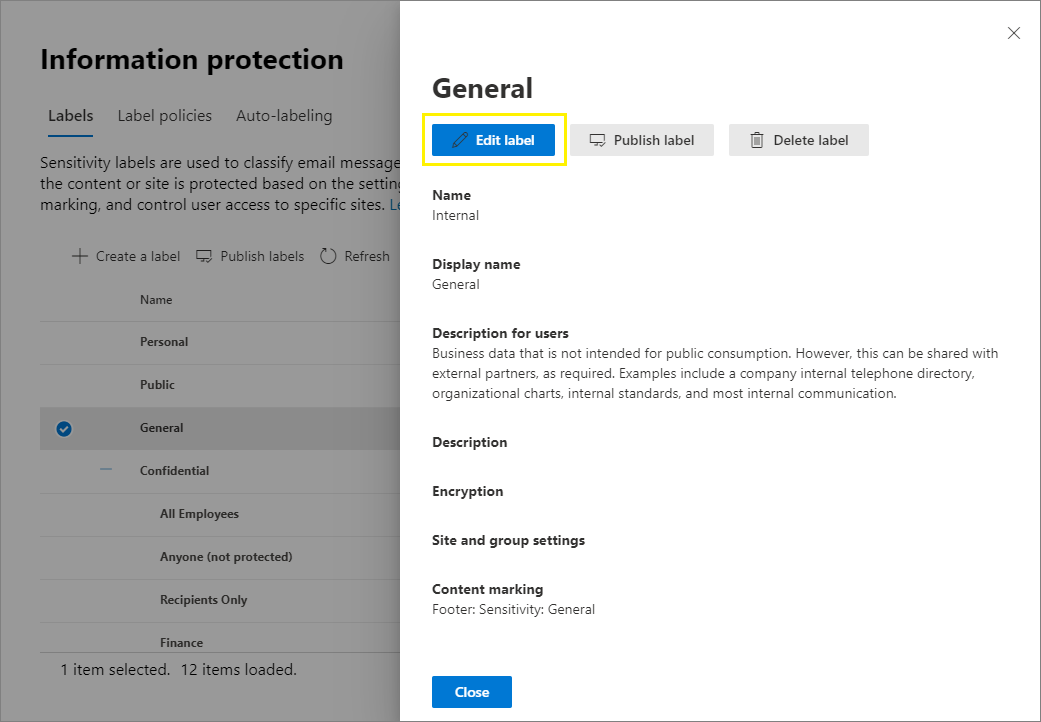 Information protection
Labels Label policies Auto-labeling
Sensitivity labels are used to classify email message
the content or site is protected based on the setting
marking, and control user access to specific sites. Le
Create a label Publish labels Refresh
Name
Personal
Public
General
Confidential
All Employees
Anyone (not protected)
Recipients Only
Finance
1 item selected. 12 items loaded.
General
Edit label Publish label Delete label
Name
Internal
Display name
General
Description for users
Business data that is not intended for public consumption. However, this can be shared with
external partners, as required. Examples include a company internal telephone directory,
organizational charts, internal standards, and most internal communication.
Description
Encryption
Site and group settings
Content marking
Footer: Sensitivity: General
Close